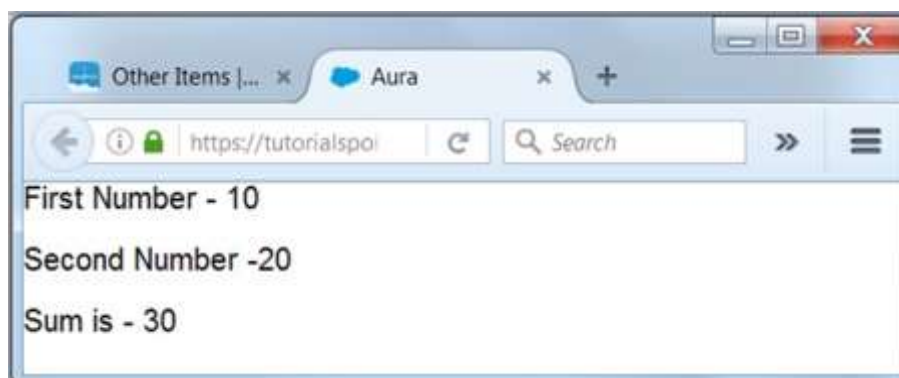 Other Items |...
Aura
https://tutorialspoi
Search
First Number - 10
Second Number -20
Sum is - 30